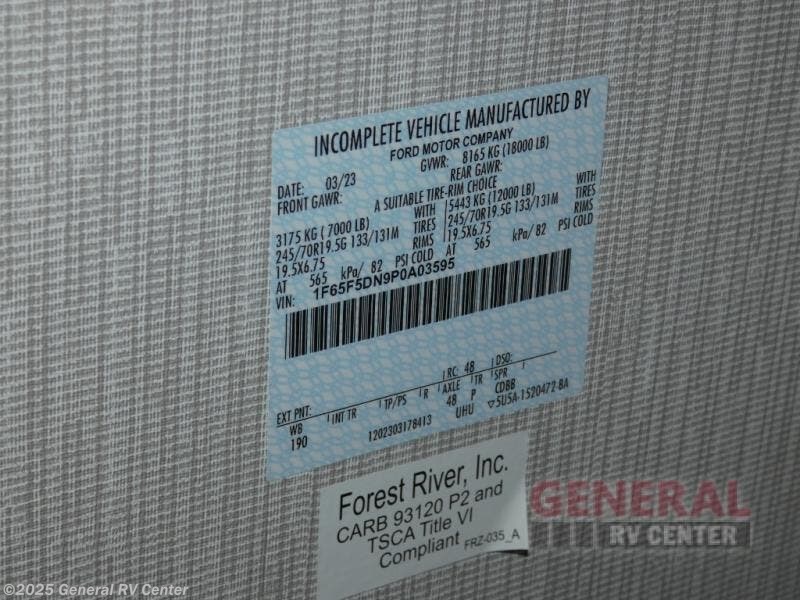 INCOMPLETE VEHICLE MANUFACTURED BY
FORD MOTOR COMPANY
DATE: 03/23 GVWR: 8165 KG (18000 LB)
FRONT GAWR: REAR GAWR:
A SUITABLE TIRE-RIM CHOICE
3175 KG ( 7000 LB) WITH 5443 KG (12000 LB) WITH
245/70R19.5G 133/131M TIRES 245/70R19.5G 133/131M TIRES
19.5X6.75 RIMS 19.5X6.75 RIMS
AT 565 kPa/ 82 PSI COLD AT 565 kPa/ 82 PSI COLD
VIN: 1F65F5DN9P0A03595
EXT PNT: RC: 48 DSO:
WB INT TR TP/PS R AXLE TR SPR
190 48 P CDBB
1202303178413 UHU ▽5U5A-1520472-BA
Forest River, Inc.
CARB 93120 P2 and
TSCA Title VI
Compliant FRZ-035_A
GENERAL
RV CENTER
©2025 General RV Center